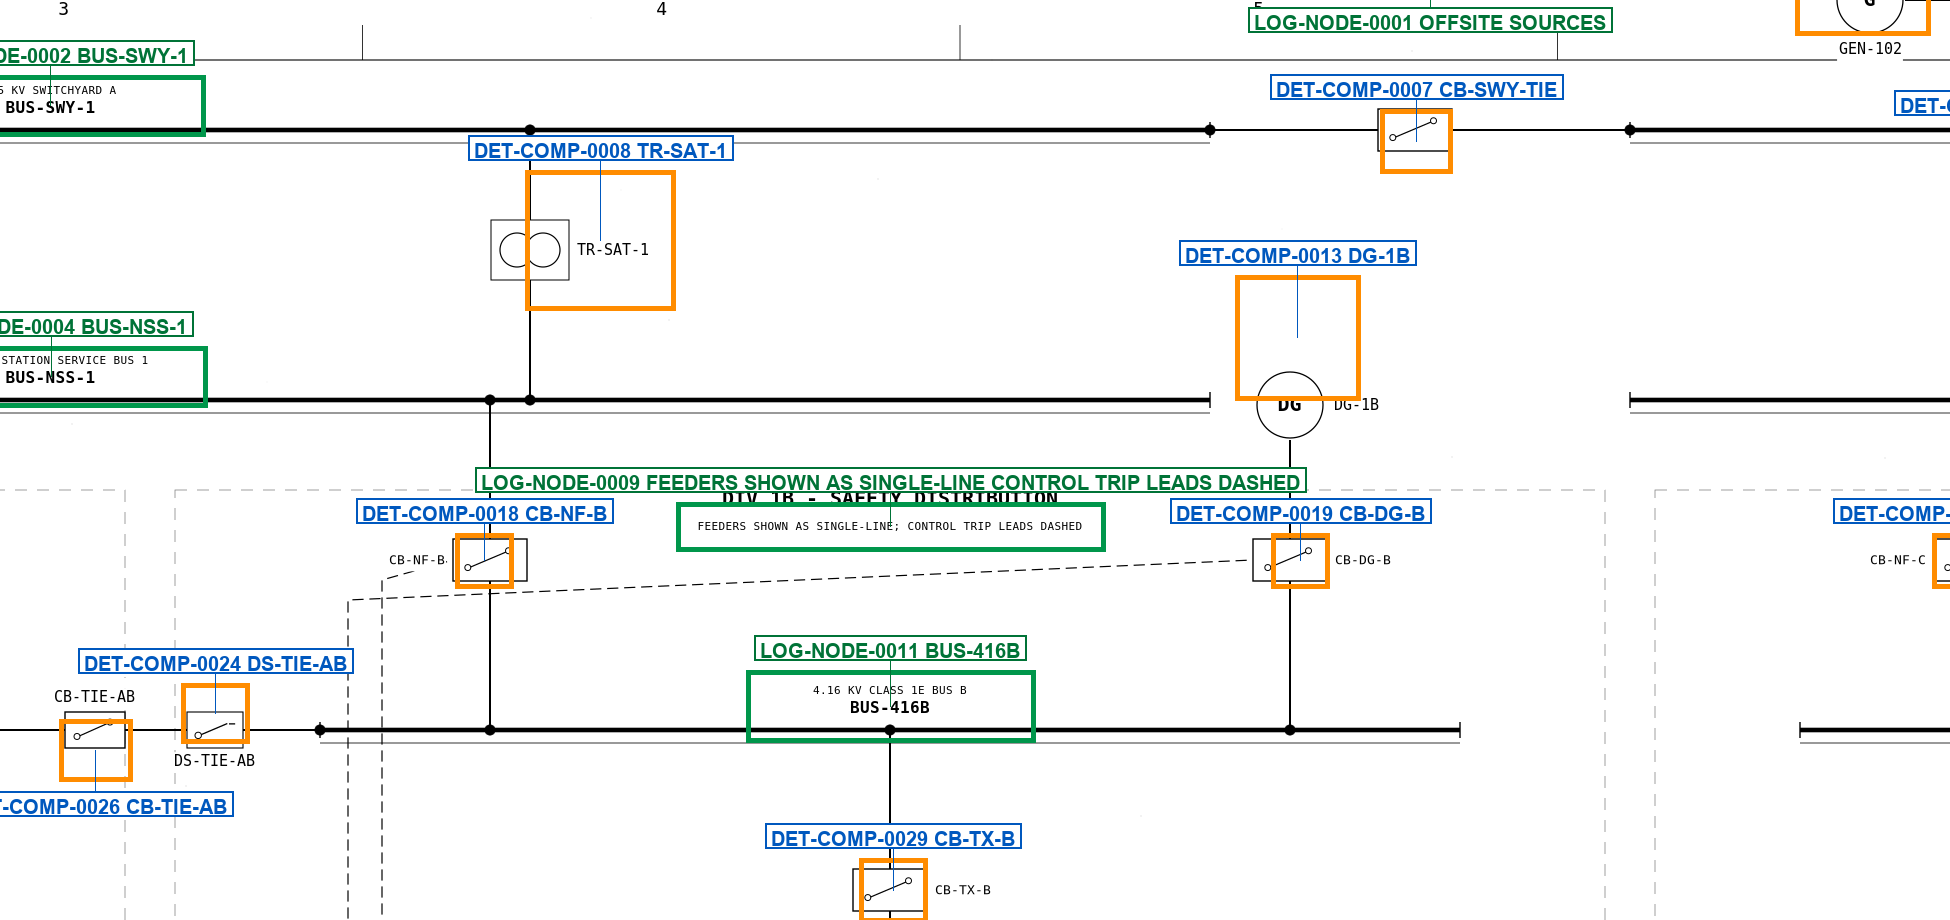 3
4
LOG-NODE-0001 OFFSITE SOURCES
G
GEN-102
DE-0002 BUS-SWY-1
KV SWITCHYARD A
BUS-SWY-1
DET-COMP-0007 CB-SWY-TIE
DET-COMP-0008 TR-SAT-1
TR-SAT-1
DET-COMP-0013 DG-1B
DG
DG-1B
DE-0004 BUS-NSS-1
STATION SERVICE BUS 1
BUS-NSS-1
LOG-NODE-0009 FEEDERS SHOWN AS SINGLE-LINE CONTROL TRIP LEADS DASHED
DIV 1B - SAFETY DISTRIBUTION
FEEDERS SHOWN AS SINGLE-LINE; CONTROL TRIP LEADS DASHED
DET-COMP-0018 CB-NF-B
CB-NF-B
DET-COMP-0019 CB-DG-B
CB-DG-B
DET-COMP-
CB-NF-C
DET-COMP-0024 DS-TIE-AB
CB-TIE-AB
DS-TIE-AB
T-COMP-0026 CB-TIE-AB
LOG-NODE-0011 BUS-416B
4.16 KV CLASS 1E BUS B
BUS-416B
DET-COMP-0029 CB-TX-B
CB-TX-B